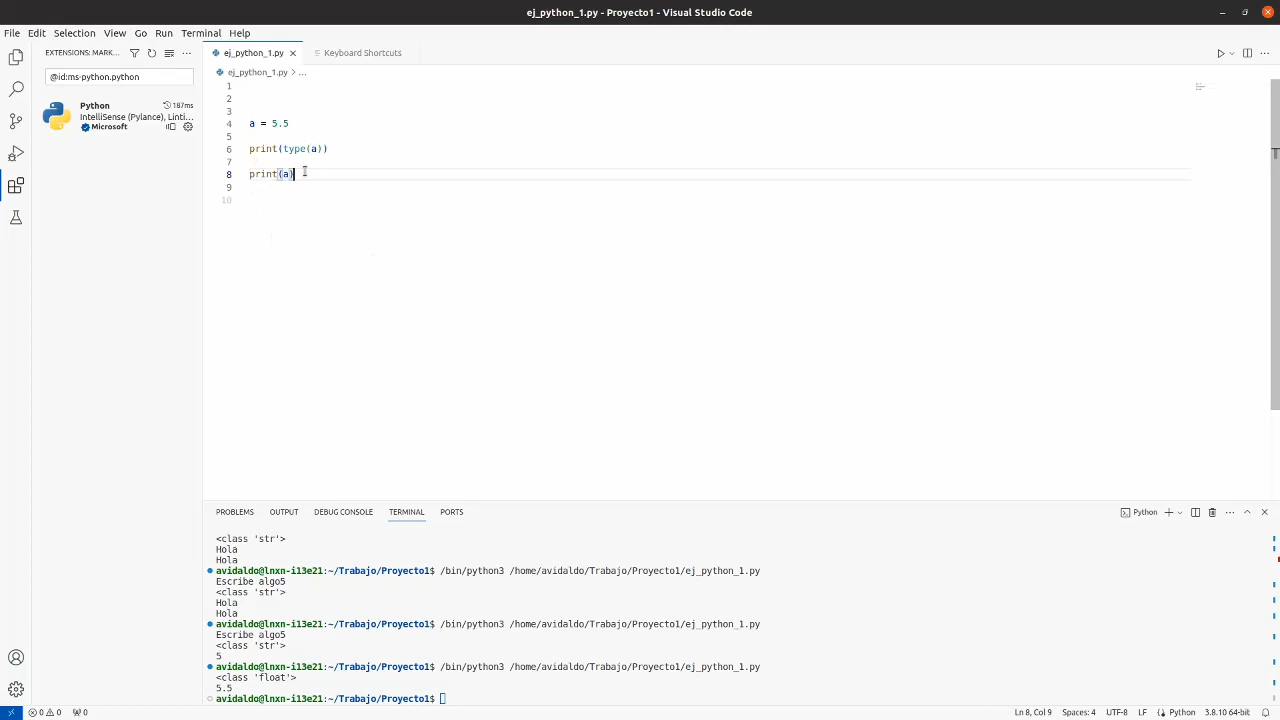 ej_python_1.py - Proyecto1 - Visual Studio Code
File Edit Selection View Go Run Terminal Help
EXTENSIONS: MARK...
ej_python_1.py
Keyboard Shortcuts
@id:ms-python.python
ej_python_1.py > ...
Python 187ms
IntelliSense (Pylance), Linti...
Microsoft
1
2
3
4 a = 5.5
5
6 print(type(a))
7
8 print(a)
9
10
PROBLEMS OUTPUT DEBUG CONSOLE TERMINAL PORTS
Python
<class 'str'>
Hola
Hola
avidaldo@lnxn-i13e21:~/Trabajo/Proyecto1$ /bin/python3 /home/avidaldo/Trabajo/Proyecto1/ej_python_1.py
Escribe algo5
<class 'str'>
Hola
Hola
avidaldo@lnxn-i13e21:~/Trabajo/Proyecto1$ /bin/python3 /home/avidaldo/Trabajo/Proyecto1/ej_python_1.py
Escribe algo5
<class 'str'>
5
avidaldo@lnxn-i13e21:~/Trabajo/Proyecto1$ /bin/python3 /home/avidaldo/Trabajo/Proyecto1/ej_python_1.py
<class 'float'>
5.5
avidaldo@lnxn-i13e21:~/Trabajo/Proyecto1$
0 0 0 Ln 8, Col 9 Spaces: 4 UTF-8 LF Python 3.8.10 64-bit